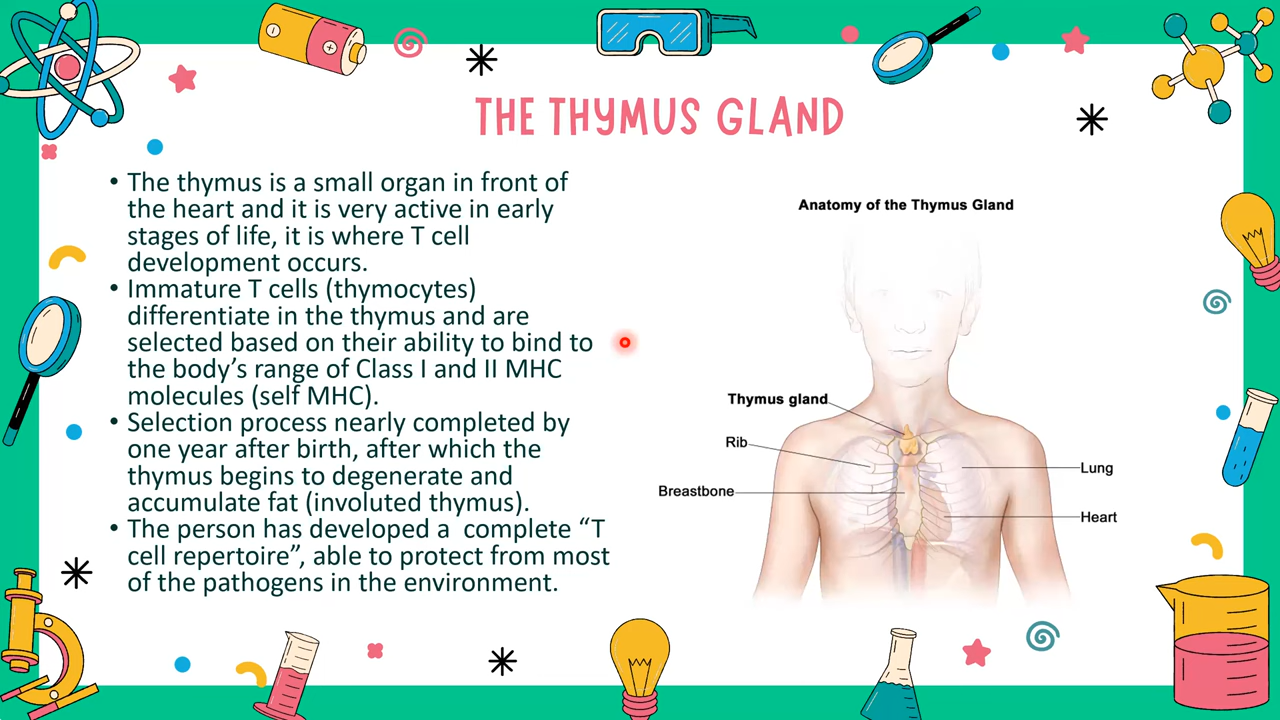 THE THYMUS GLAND
• The thymus is a small organ in front of
the heart and it is very active in early
stages of life, it is where T cell
development occurs.
• Immature T cells (thymocytes)
differentiate in the thymus and are
selected based on their ability to bind to
the body’s range of Class I and II MHC
molecules (self MHC).
• Selection process nearly completed by
one year after birth, after which the
thymus begins to degenerate and
accumulate fat (involuted thymus).
• The person has developed a  complete “T
cell repertoire”, able to protect from most
of the pathogens in the environment.
Anatomy of the Thymus Gland
Thymus gland
Rib
Breastbone
Lung
Heart